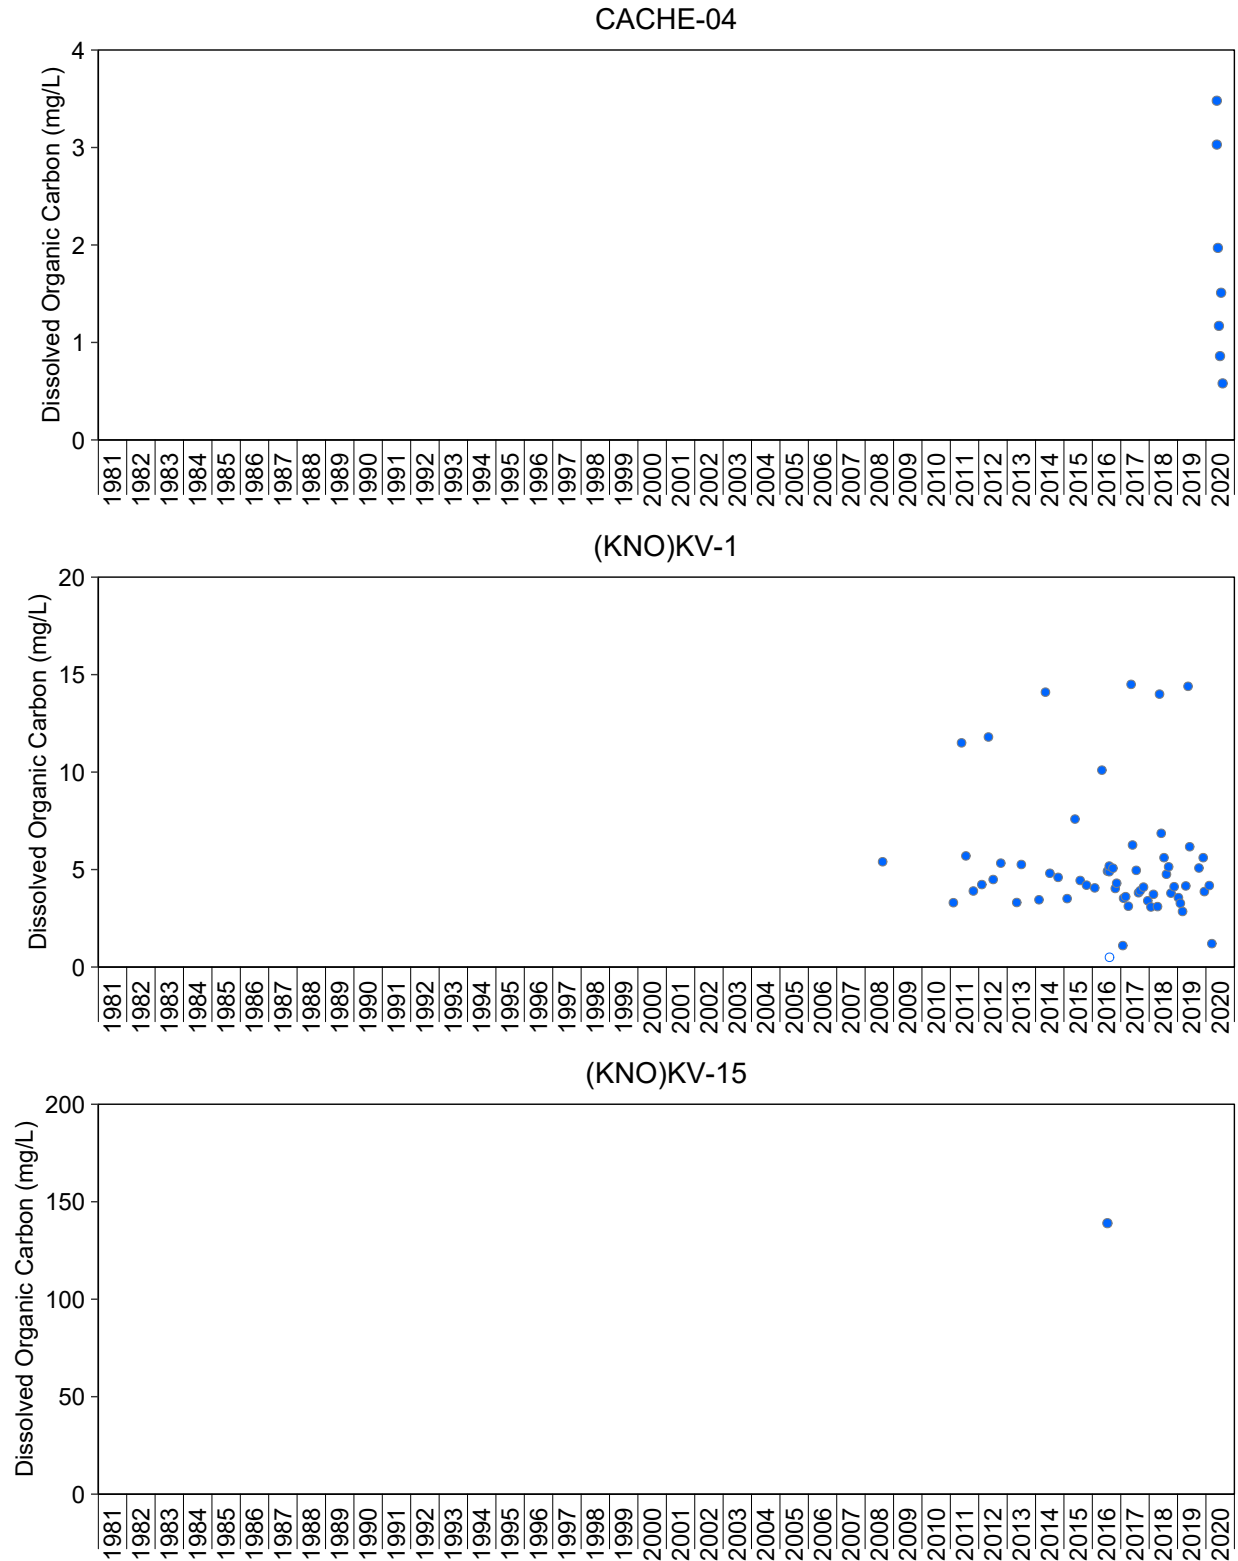 CACHE-04
Dissolved Organic Carbon (mg/L)
4
3
2
1
0
1981 1982 1983 1984 1985 1986 1987 1988 1989 1990 1991 1992 1993 1994 1995 1996 1997 1998 1999 2000 2001 2002 2003 2004 2005 2006 2007 2008 2009 2010 2011 2012 2013 2014 2015 2016 2017 2018 2019 2020
(KNO)KV-1
Dissolved Organic Carbon (mg/L)
20
15
10
5
0
1981 1982 1983 1984 1985 1986 1987 1988 1989 1990 1991 1992 1993 1994 1995 1996 1997 1998 1999 2000 2001 2002 2003 2004 2005 2006 2007 2008 2009 2010 2011 2012 2013 2014 2015 2016 2017 2018 2019 2020
(KNO)KV-15
Dissolved Organic Carbon (mg/L)
200
150
100
50
0
1981 1982 1983 1984 1985 1986 1987 1988 1989 1990 1991 1992 1993 1994 1995 1996 1997 1998 1999 2000 2001 2002 2003 2004 2005 2006 2007 2008 2009 2010 2011 2012 2013 2014 2015 2016 2017 2018 2019 2020